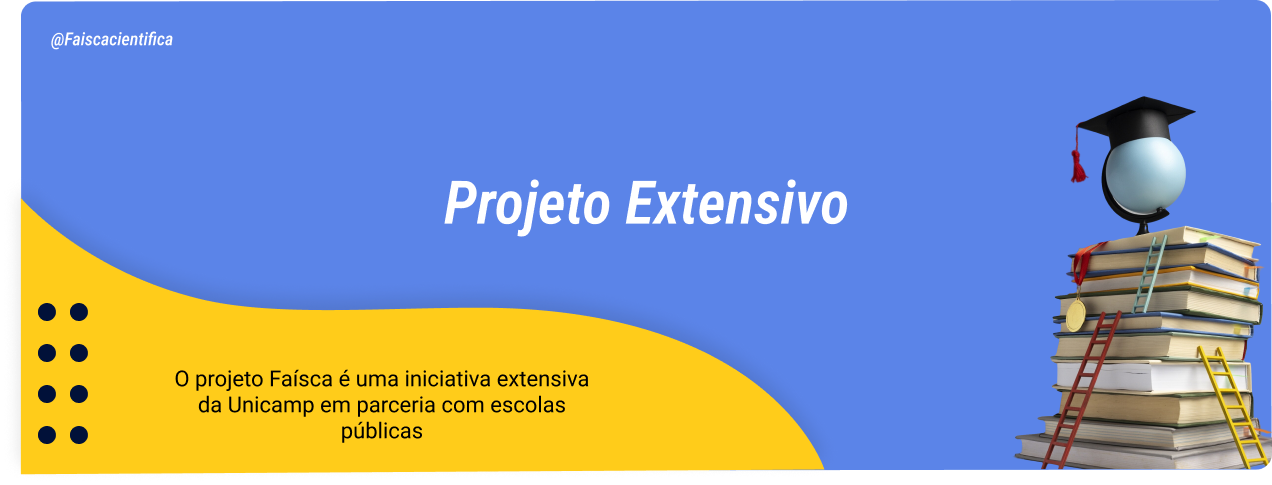 @Faiscacientifica
Projeto Extensivo
O projeto Faísca é uma iniciativa extensiva
da Unicamp em parceria com escolas
públicas